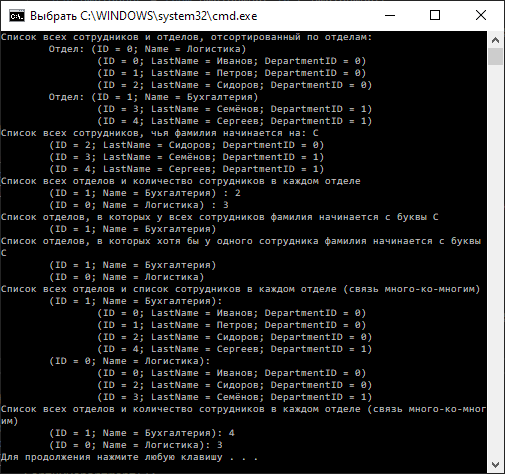 Выбрать C:\WINDOWS\system32\cmd.exe
Список всех сотрудников и отделов, отсортированный по отделам:
Отдел: (ID = 0; Name = Логистика)
(ID = 0; LastName = Иванов; DepartmentID = 0)
(ID = 1; LastName = Петров; DepartmentID = 0)
(ID = 2; LastName = Сидоров; DepartmentID = 0)
Отдел: (ID = 1; Name = Бухгалтерия)
(ID = 3; LastName = Семёнов; DepartmentID = 1)
(ID = 4; LastName = Сергеев; DepartmentID = 1)
Список всех сотрудников, чья фамилия начинается на: С
(ID = 2; LastName = Сидоров; DepartmentID = 0)
(ID = 3; LastName = Семёнов; DepartmentID = 1)
(ID = 4; LastName = Сергеев; DepartmentID = 1)
Список всех отделов и количество сотрудников в каждом отделе
(ID = 1; Name = Бухгалтерия) : 2
(ID = 0; Name = Логистика) : 3
Список отделов, в которых у всех сотрудников фамилия начинается с буквы С
(ID = 1; Name = Бухгалтерия)
Список отделов, в которых хотя бы у одного сотрудника фамилия начинается с буквы
С
(ID = 1; Name = Бухгалтерия)
(ID = 0; Name = Логистика)
Список всех отделов и список сотрудников в каждом отделе (связь много-ко-многим)
(ID = 1; Name = Бухгалтерия):
(ID = 0; LastName = Иванов; DepartmentID = 0)
(ID = 1; LastName = Петров; DepartmentID = 0)
(ID = 2; LastName = Сидоров; DepartmentID = 0)
(ID = 4; LastName = Сергеев; DepartmentID = 1)
(ID = 0; Name = Логистика):
(ID = 0; LastName = Иванов; DepartmentID = 0)
(ID = 2; LastName = Сидоров; DepartmentID = 0)
(ID = 3; LastName = Семёнов; DepartmentID = 1)
Список всех отделов и количество сотрудников в каждом отделе (связь много-ко-мног
им)
(ID = 1; Name = Бухгалтерия): 4
(ID = 0; Name = Логистика): 3
Для продолжения нажмите любую клавишу . . .